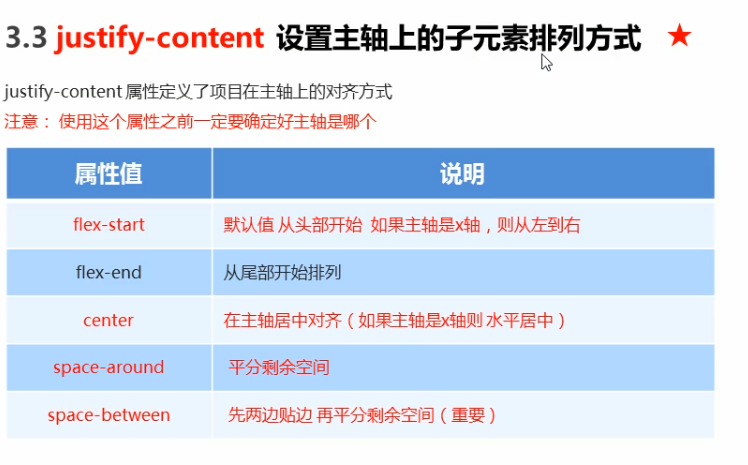 3.3 justify-content 设置主轴上的子元素排列方式 ★
justify-content 属性定义了项目在主轴上的对齐方式
注意： 使用这个属性之前一定要确定好主轴是哪个
属性值 说明
flex-start 默认值 从头部开始 如果主轴是x轴，则从左到右
flex-end 从尾部开始排列
center 在主轴居中对齐（如果主轴是x轴则 水平居中）
space-around 平分剩余空间
space-between 先两边贴边 再平分剩余空间（重要）